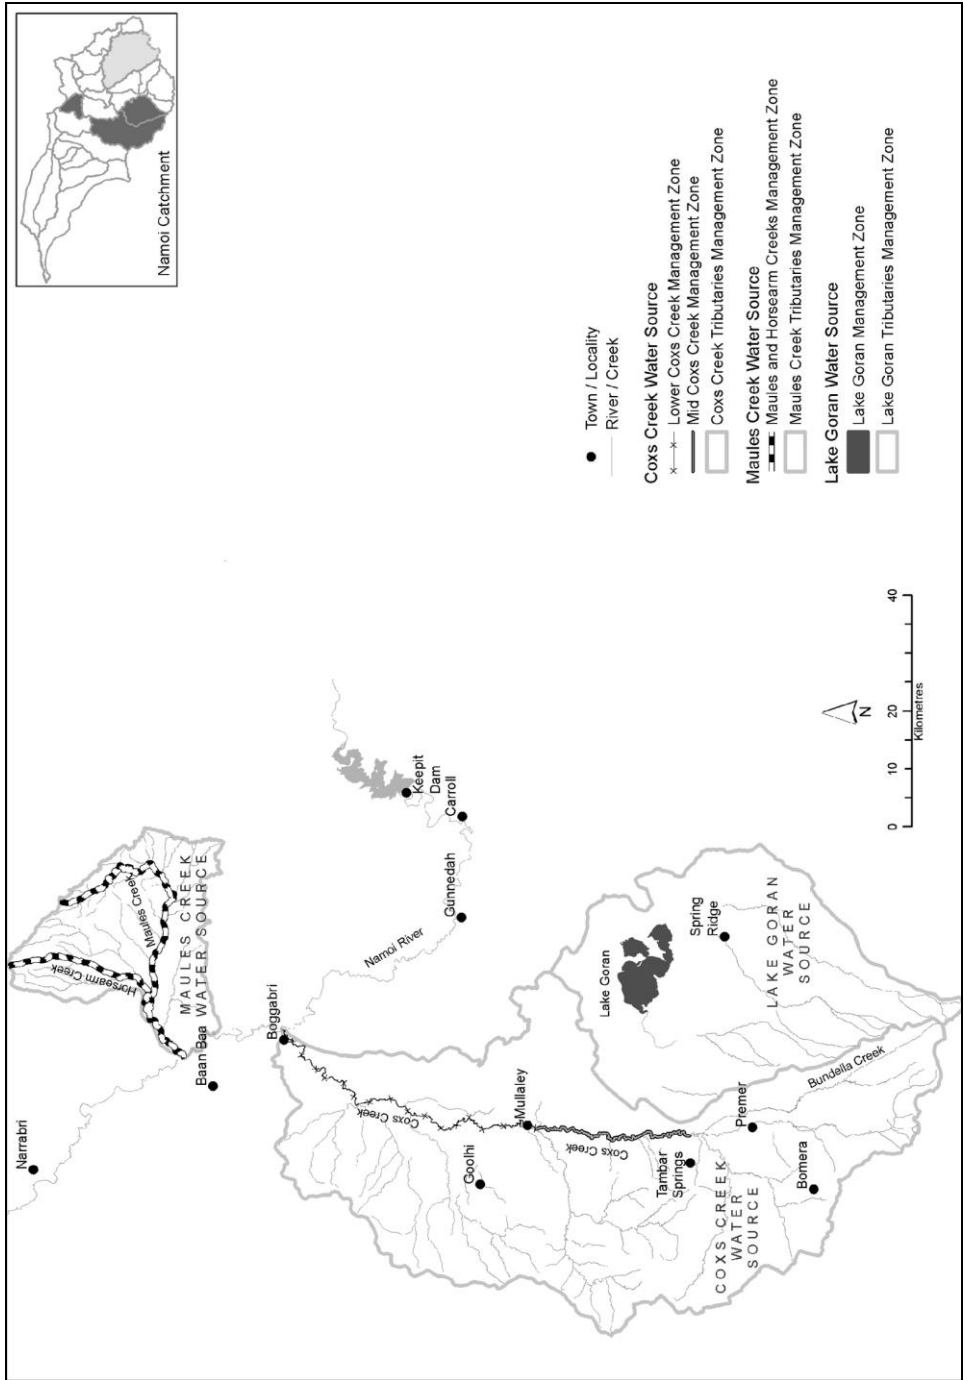 Namoi Catchment
Town / Locality
River / Creek
Coxs Creek Water Source
Lower Coxs Creek Management Zone
Mid Coxs Creek Management Zone
Coxs Creek Tributaries Management Zone
Maules Creek Water Source
Maules and Horsearm Creeks Management Zone
Maules Creek Tributaries Management Zone
Lake Goran Water Source
Lake Goran Management Zone
Lake Goran Tributaries Management Zone
Narrabri
Horsearm Creek
Maules Creek
MAULES CREEK
WATER SOURCE
Baan Baa
Boggabri
Namoi River
Gunnedah
Keepit
Dam
Carroll
Coxs Creek
Goolhi
Mullaley
Coxs Creek
Lake Goran
Spring
Ridge
Tambar
Springs
Premer
COXS CREEK
WATER
SOURCE
LAKE GORAN
WATER
SOURCE
Bundella Creek
Bomera
N
0
10
20
40
Kilometres